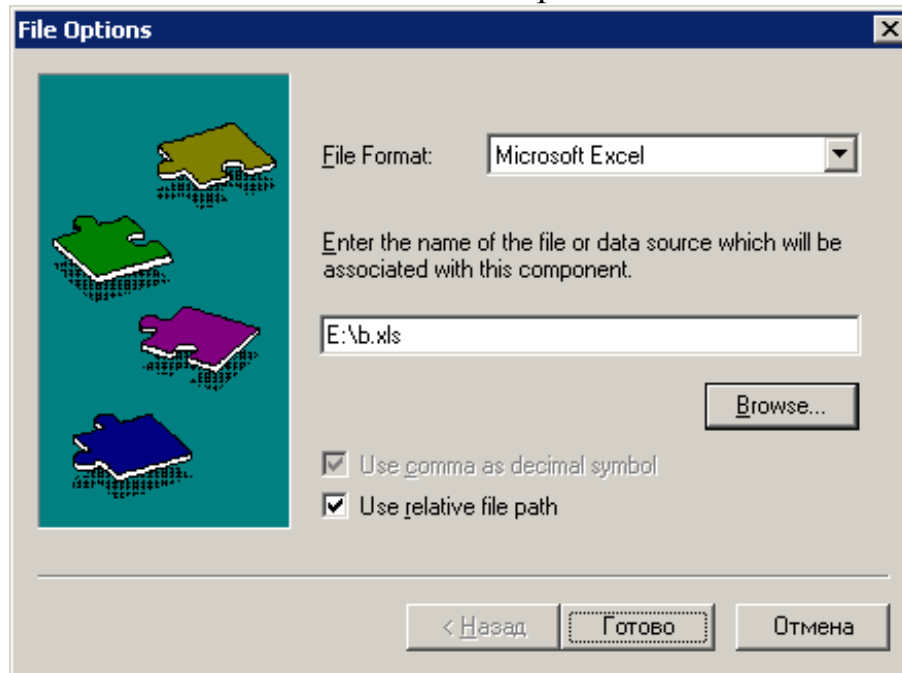 File Options
File Format:
Microsoft Excel
Enter the name of the file or data source which will be
associated with this component.
E:\b.xls
Browse...
Use comma as decimal symbol
Use relative file path
< Назад
Готово
Отмена